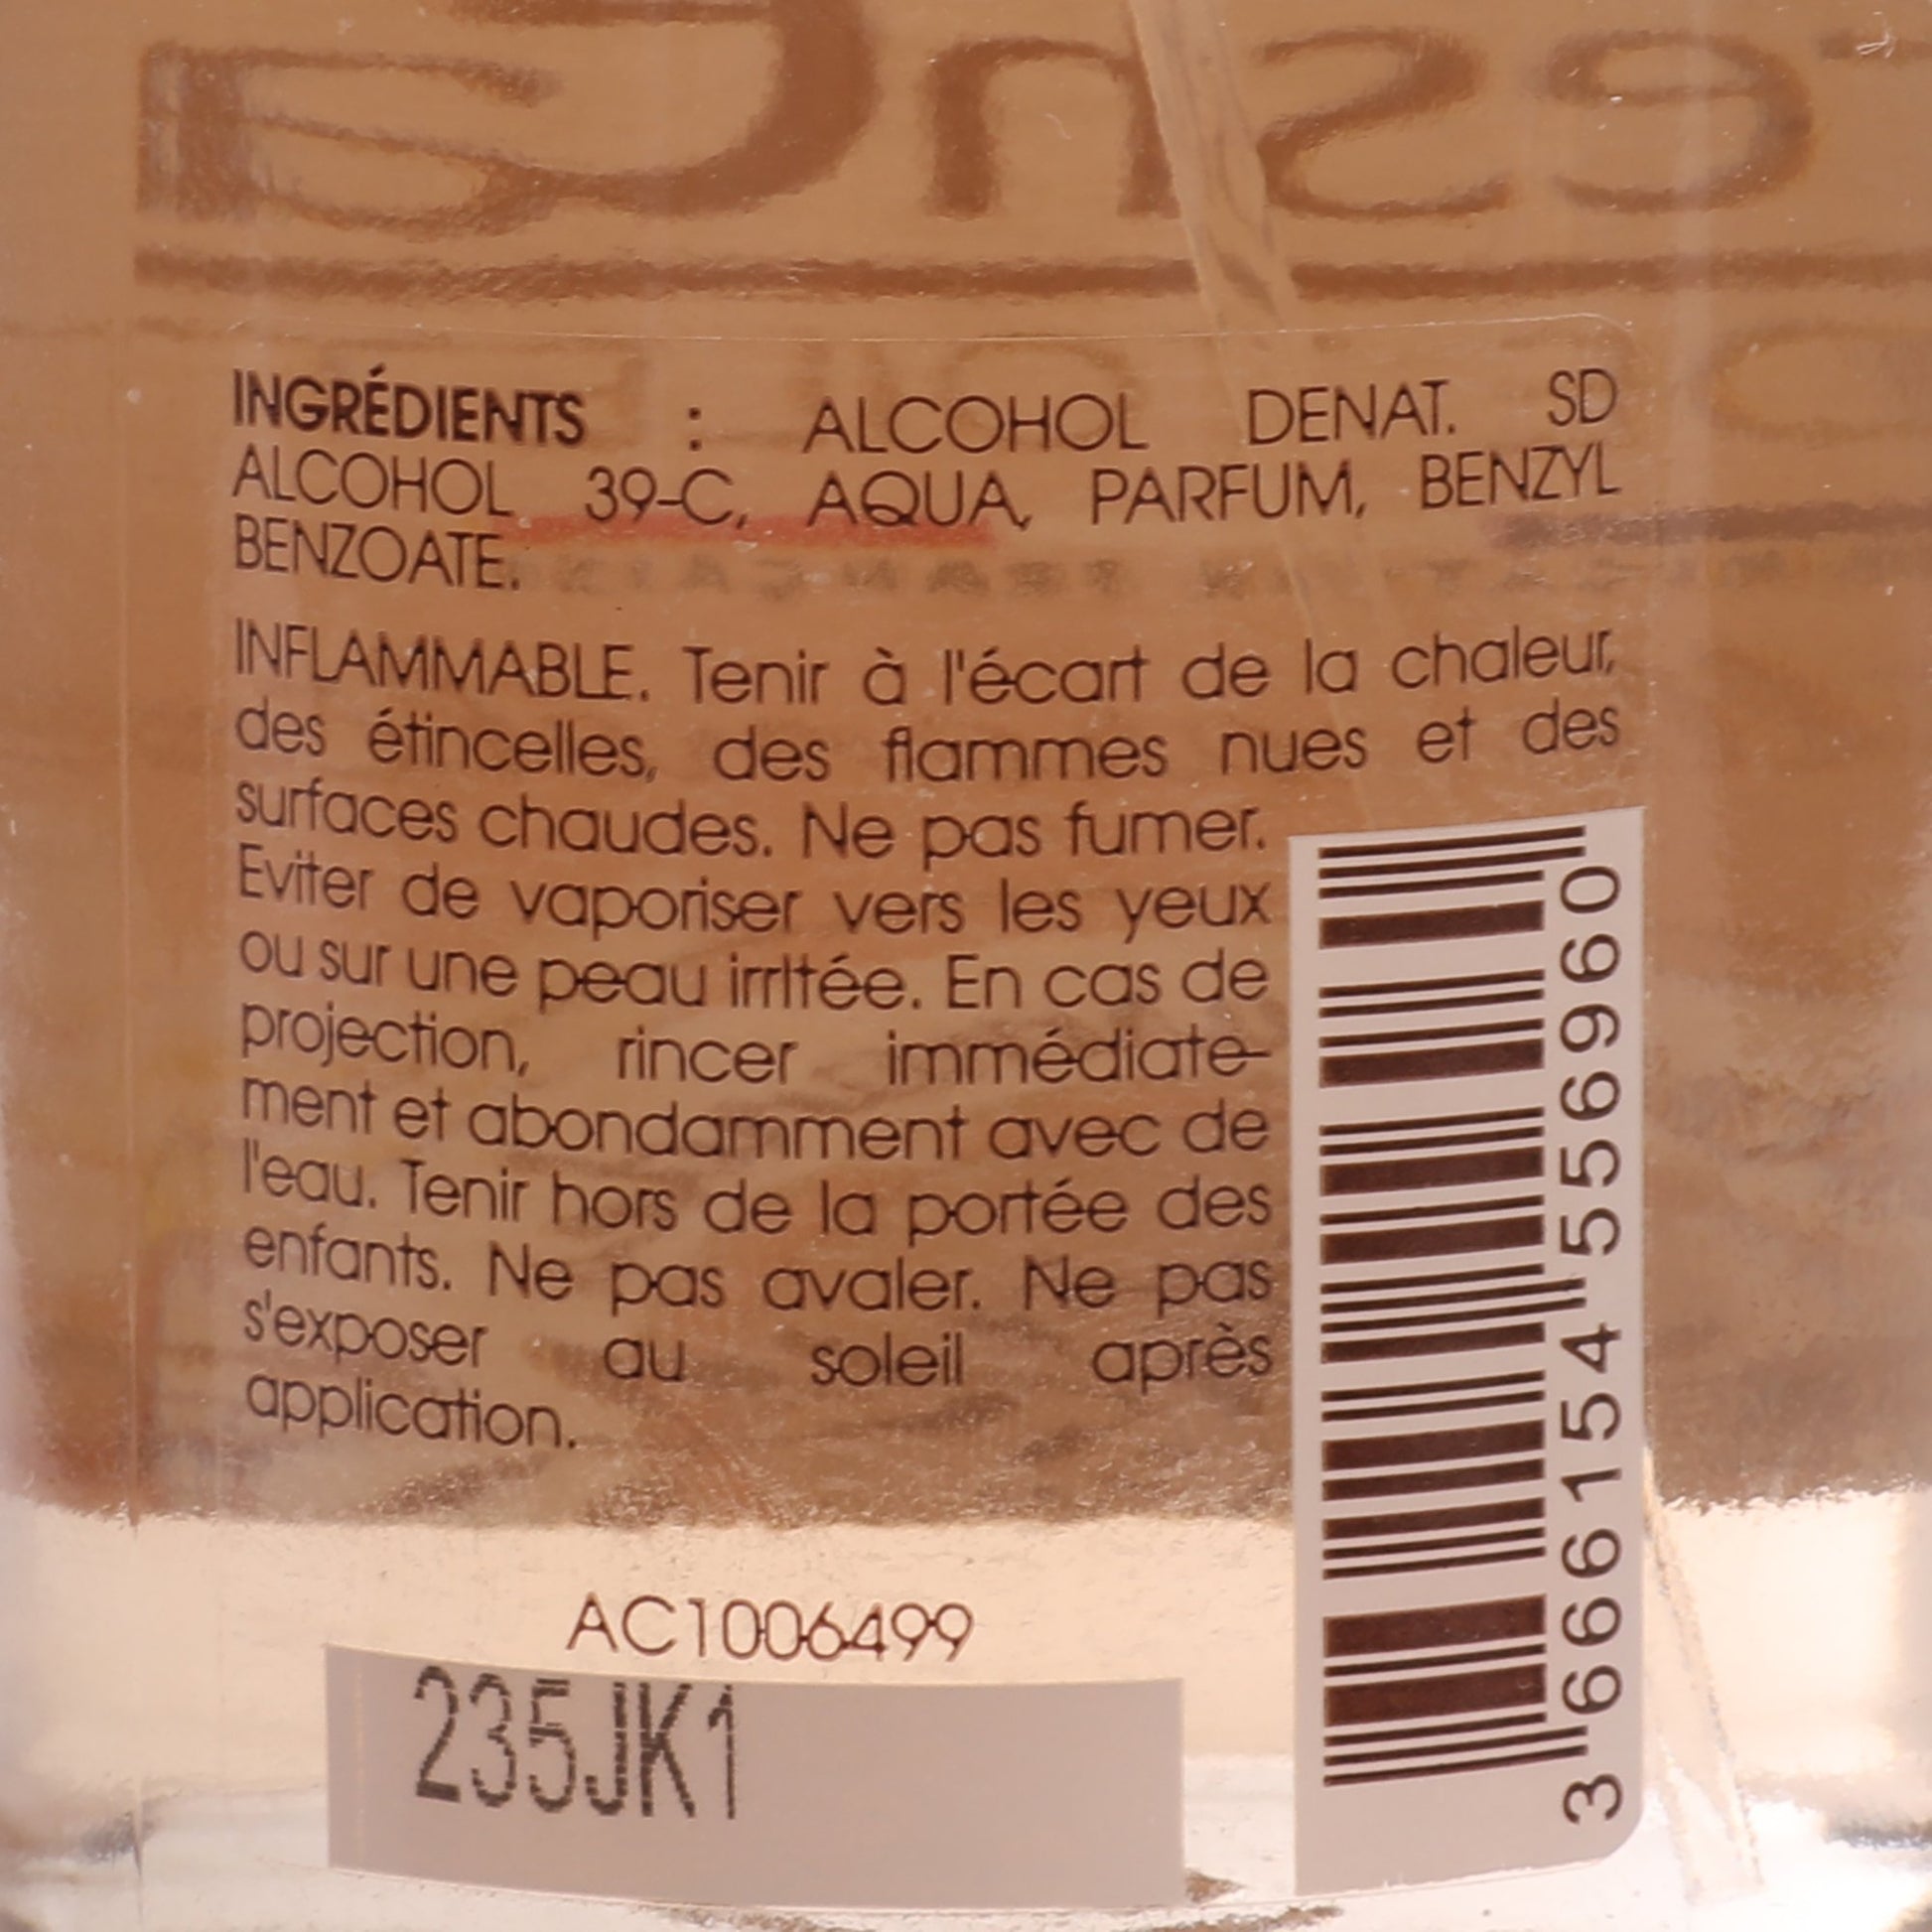 INGRÉDIENTS : ALCOHOL DENAT. SD
ALCOHOL 39-C, AQUA, PARFUM, BENZYL
BENZOATE.
INFLAMMABLE. Tenir à l'écart de la chaleur,
des étincelles, des flammes nues et des
surfaces chaudes. Ne pas fumer.
Eviter de vaporiser vers les yeux
ou sur une peau irritée. En cas de
projection, rincer immédiate-
ment et abondamment avec de
l'eau. Tenir hors de la portée des
enfants. Ne pas avaler. Ne pas
s'exposer au soleil après
application.
3 661544 556960
AC1006499
235JK1